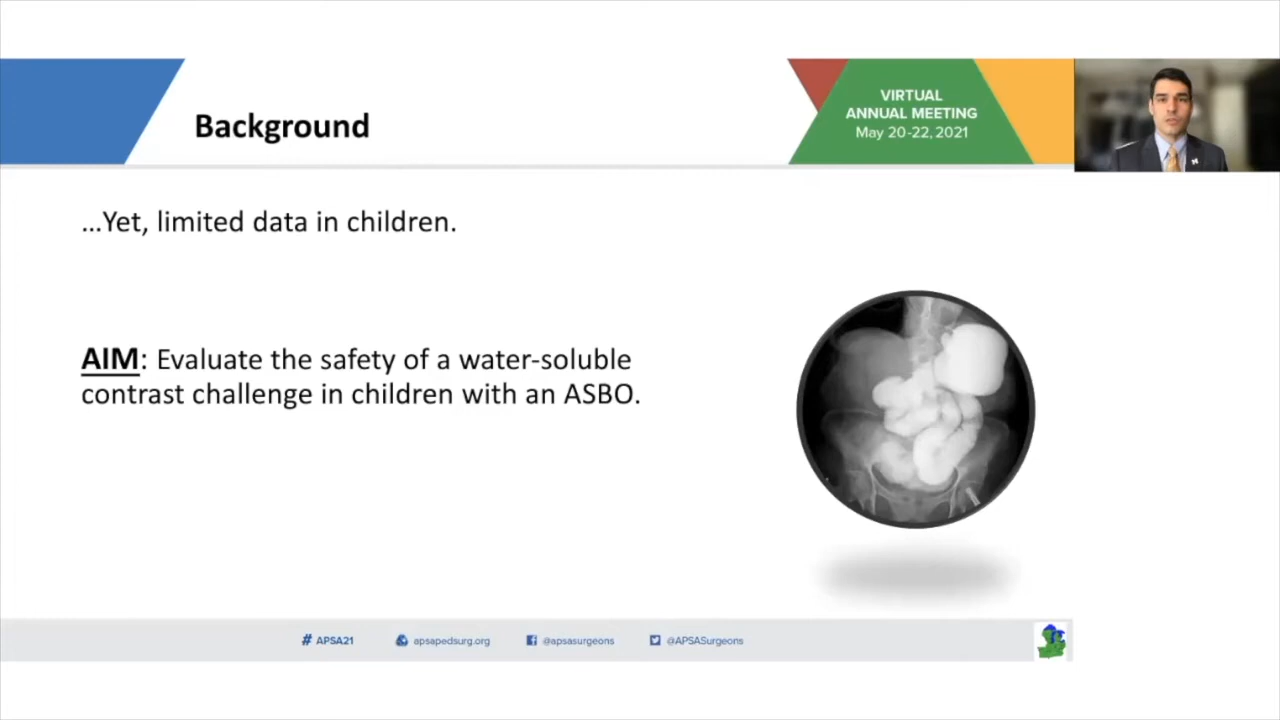 Background
VIRTUAL
ANNUAL MEETING
May 20-22, 2021
...Yet, limited data in children.
AIM: Evaluate the safety of a water-soluble
contrast challenge in children with an ASBO.
# APSA21
apsapedsurg.org
@apsasurgeons
@APSASurgeons